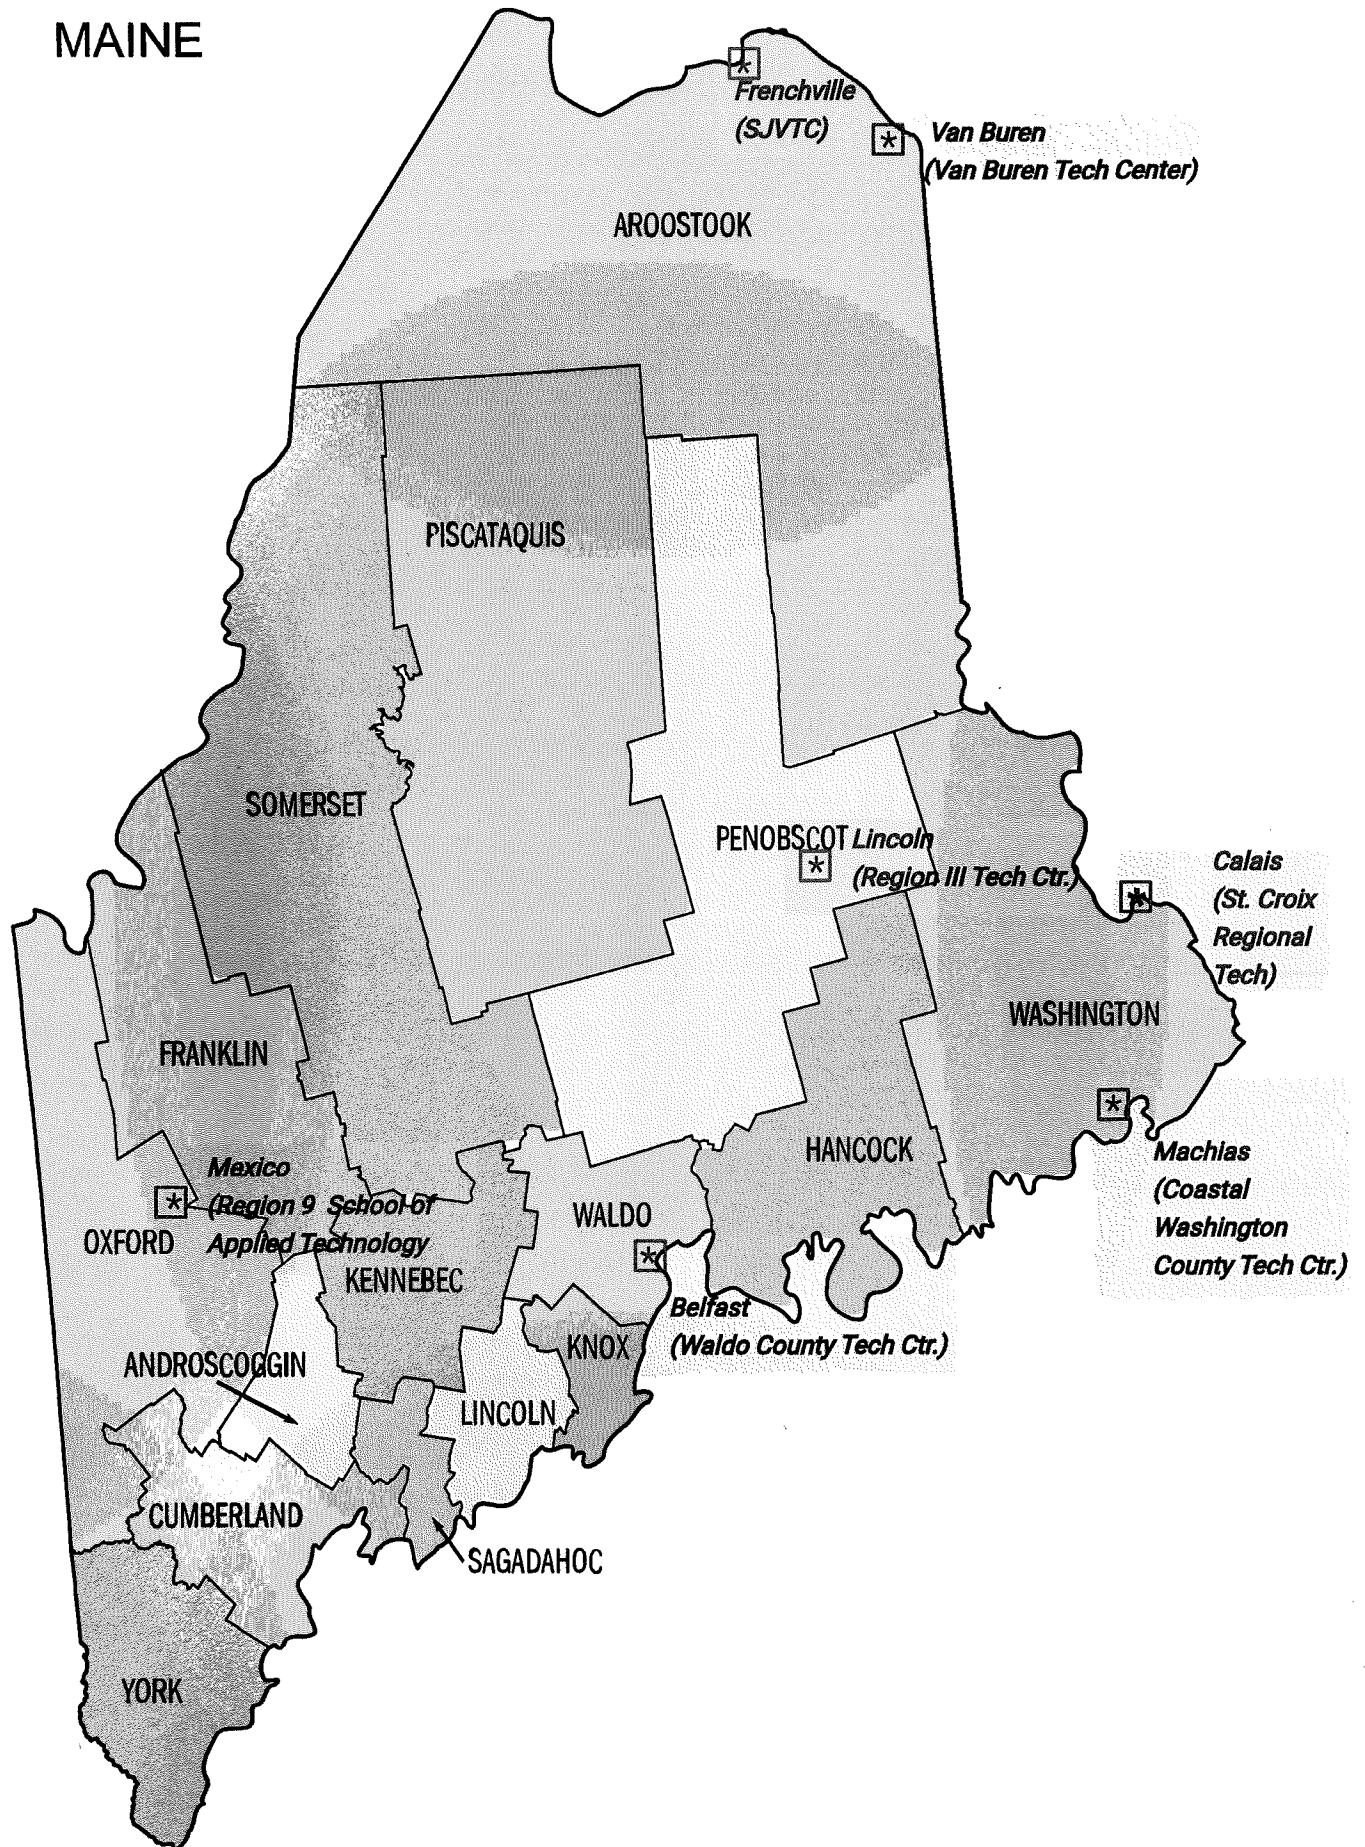 MAINE
Frenchville
(SJVTC)
Van Buren
(Van Buren Tech Center)
AROOSTOOK
PISCATAQUIS
SOMERSET
PENOBSCOT
Lincoln
(Region III Tech Ctr.)
Calais
(St. Croix
Regional
Tech)
WASHINGTON
FRANKLIN
HANCOCK
Machias
(Coastal
Washington
County Tech Ctr.)
Mexico
(Region 9 School of
Applied Technology
OXFORD
WALDO
KENNEBEC
Belfast
(Waldo County Tech Ctr.)
KNOX
ANDROSCOGGIN
LINCOLN
CUMBERLAND
SAGADAHOC
YORK